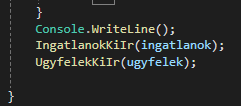 }
Console.WriteLine();
IngatlanokKiIr(ingatlanok);
UgyfelekKiIr(ugyfelek);
}